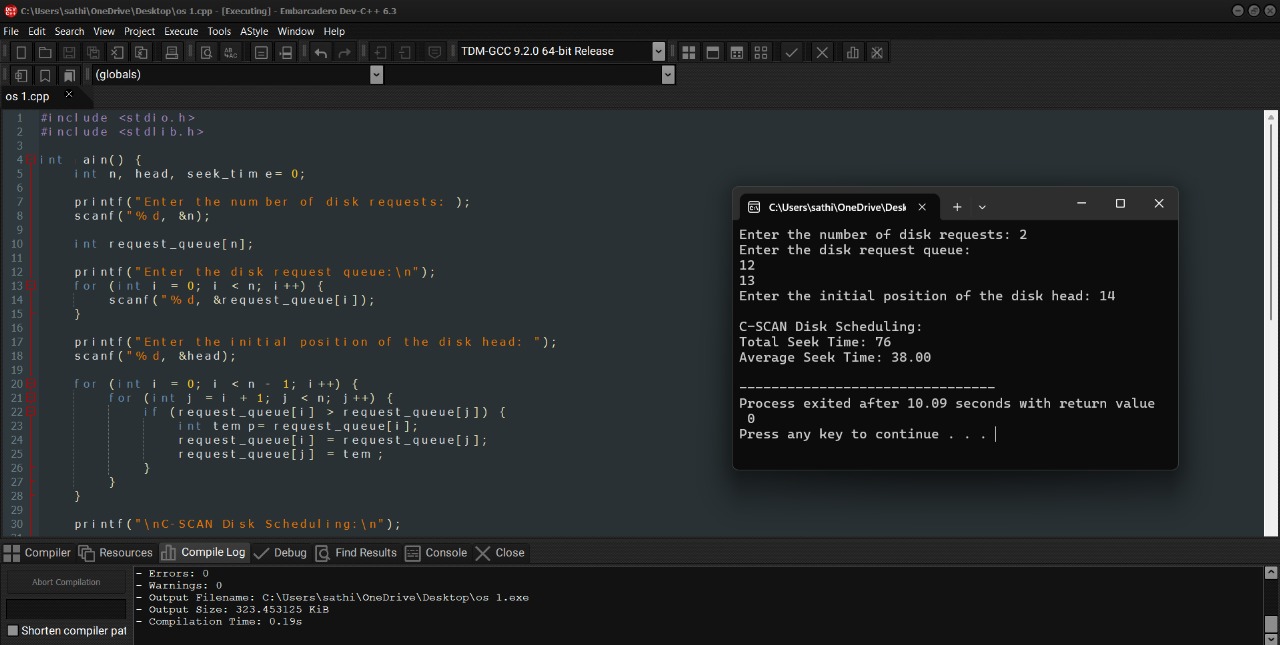 C:\Users\sathi\OneDrive\Desktop\os 1.cpp - [Executing] - Embarcadero Dev-C++ 6.3
File Edit Search View Project Execute Tools AStyle Window Help
TDM-GCC 9.2.0 64-bit Release
(globals)
os 1.cpp
1 #include <stdio.h>
2 #include <stdlib.h>
3
4 int ain() {
5 int n, head, seek_time= 0;
6
7 printf("Enter the number of disk requests: );
8 scanf("%d, &n);
9
10 int request_queue[n];
11
12 printf("Enter the disk request queue:\n");
13 for (int i = 0; i < n; i++) {
14 scanf("%d, &request_queue[i]);
15 }
16
17 printf("Enter the initial position of the disk head: ");
18 scanf("%d, &head);
19
20 for (int i = 0; i < n - 1; i++) {
21 for (int j = i + 1; j < n; j++) {
22 if (request_queue[i] > request_queue[j]) {
23 int temp= request_queue[i];
24 request_queue[i] = request_queue[j];
25 request_queue[j] = tem ;
26 }
27 }
28 }
29
30 printf("\nC-SCAN Disk Scheduling:\n");
C:\Users\sathi\OneDrive\Desk
Enter the number of disk requests: 2
Enter the disk request queue:
12
13
Enter the initial position of the disk head: 14
C-SCAN Disk Scheduling:
Total Seek Time: 76
Average Seek Time: 38.00
--------------------------------
Process exited after 10.09 seconds with return value
0
Press any key to continue . . .
Compiler Resources Compile Log Debug Find Results Console Close
Abort Compilation
Shorten compiler pat
- Errors: 0
- Warnings: 0
- Output Filename: C:\Users\sathi\OneDrive\Desktop\os 1.exe
- Output Size: 323.453125 KiB
- Compilation Time: 0.19s